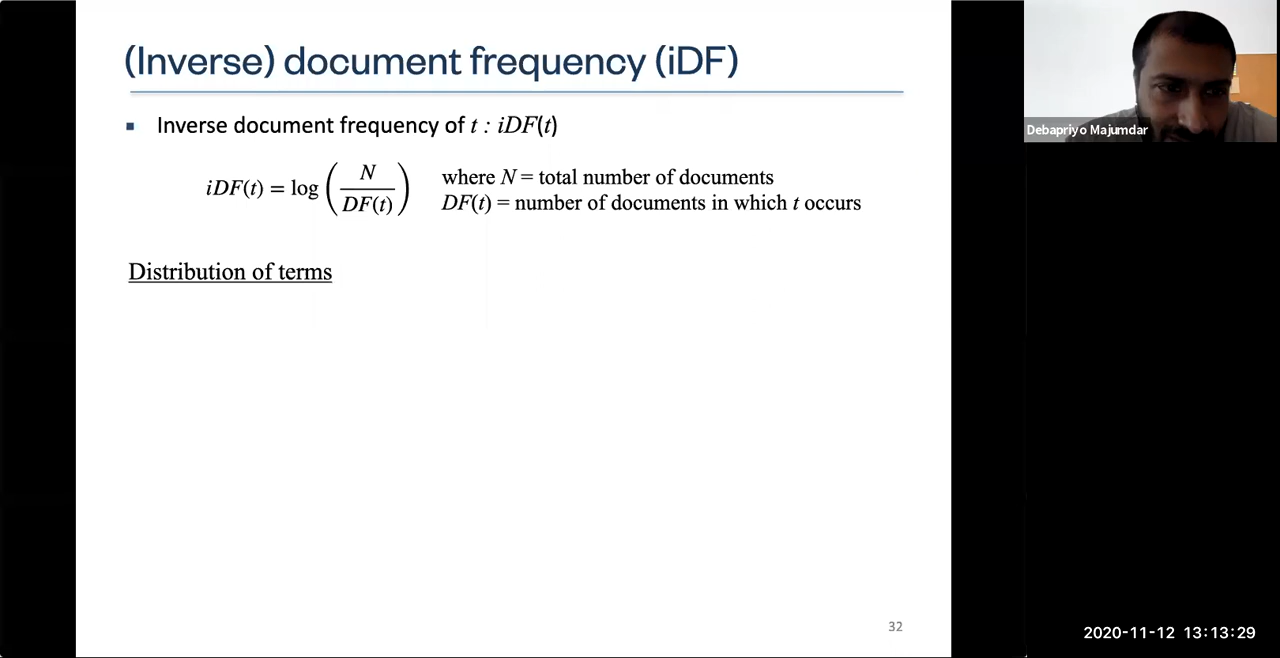 (Inverse) document frequency (iDF)
▪ Inverse document frequency of t : iDF(t)
iDF(t) = log ( N / DF(t) )
where N = total number of documents
DF(t) = number of documents in which t occurs
Distribution of terms
32
Debapriyo Majumdar
2020-11-12 13:13:29